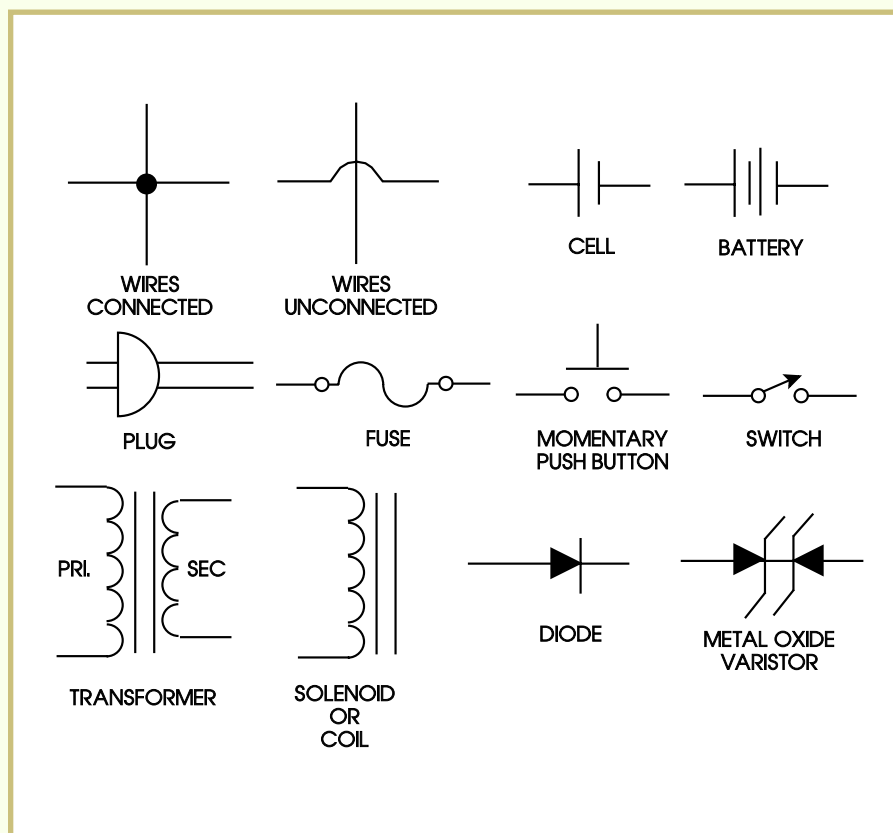 WIRES
CONNECTED
WIRES
UNCONNECTED
CELL
BATTERY
PLUG
FUSE
MOMENTARY
PUSH BUTTON
SWITCH
PRI.
SEC
TRANSFORMER
SOLENOID
OR
COIL
DIODE
METAL OXIDE
VARISTOR